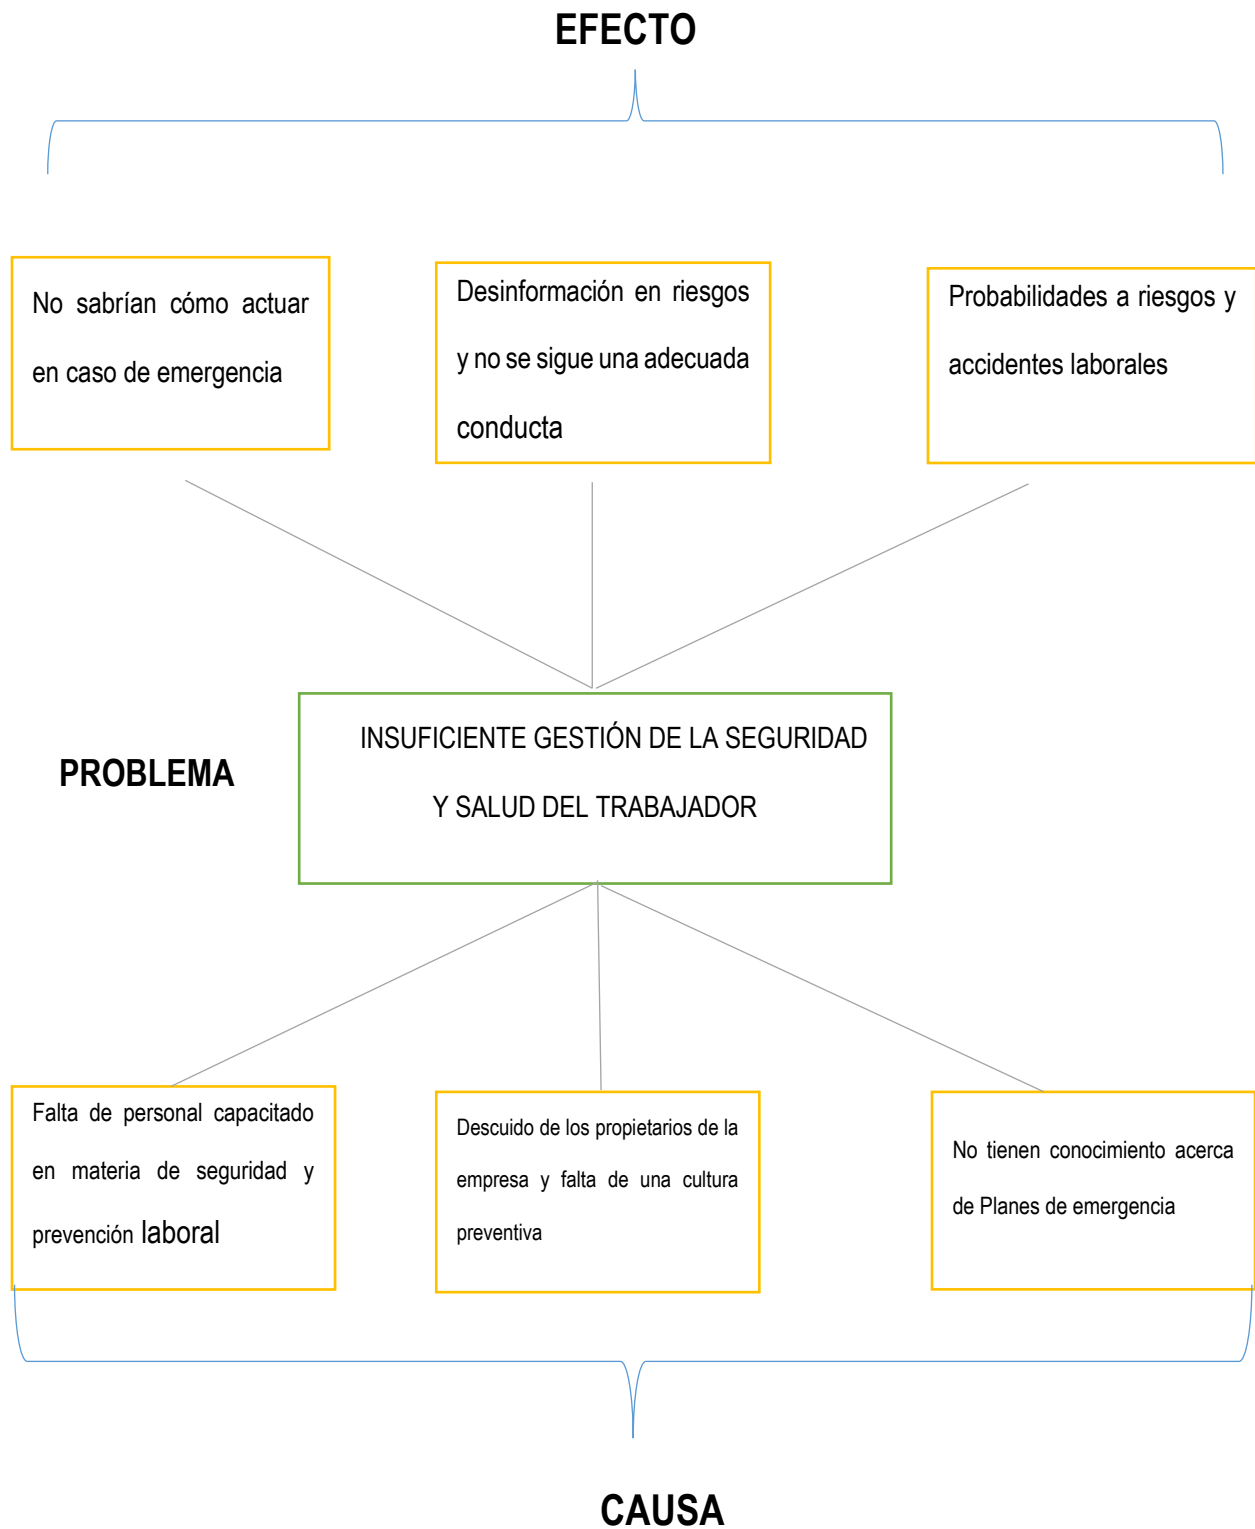 EFECTO
No sabrían cómo actuar
en caso de emergencia
Desinformación en riesgos
y no se sigue una adecuada
conducta
Probabilidades a riesgos y
accidentes laborales
PROBLEMA
INSUFICIENTE GESTIÓN DE LA SEGURIDAD
Y SALUD DEL TRABAJADOR
Falta de personal capacitado
en materia de seguridad y
prevención laboral
Descuido de los propietarios de la
empresa y falta de una cultura
preventiva
No tienen conocimiento acerca
de Planes de emergencia
CAUSA